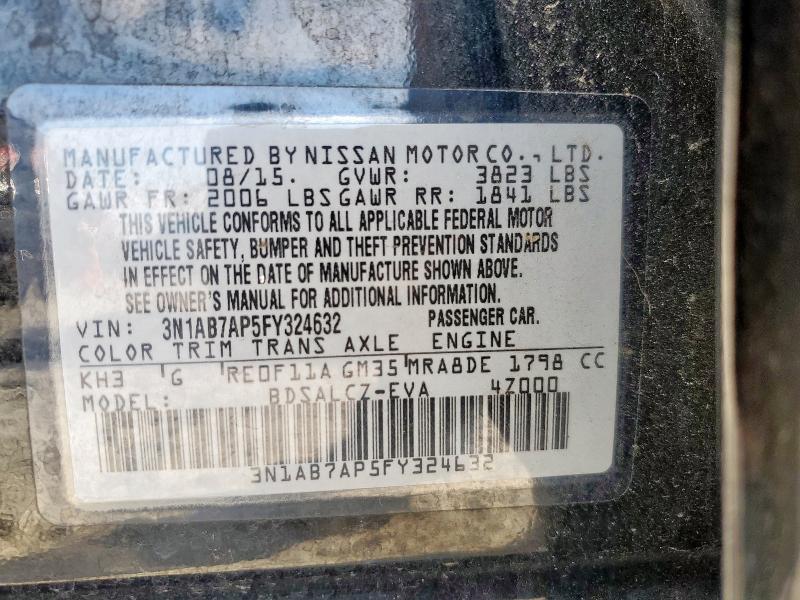 MANUFACTURED BY NISSAN MOTOR CO., LTD.
DATE: 08/15. GVWR: 3823 LBS
GAWR FR: 2006 LBS GAWR RR: 1841 LBS
THIS VEHICLE CONFORMS TO ALL APPLICABLE FEDERAL MOTOR
VEHICLE SAFETY, BUMPER AND THEFT PREVENTION STANDARDS
IN EFFECT ON THE DATE OF MANUFACTURE SHOWN ABOVE.
SEE OWNER'S MANUAL FOR ADDITIONAL INFORMATION.
VIN: 3N1AB7AP5FY324632 PASSENGER CAR.
COLOR TRIM TRANS AXLE ENGINE
KH3 G RE0F11A GM35 MRA8DE 1798 CC
MODEL: BDSALCZ-EVA 4Z000
3N1AB7AP5FY324632